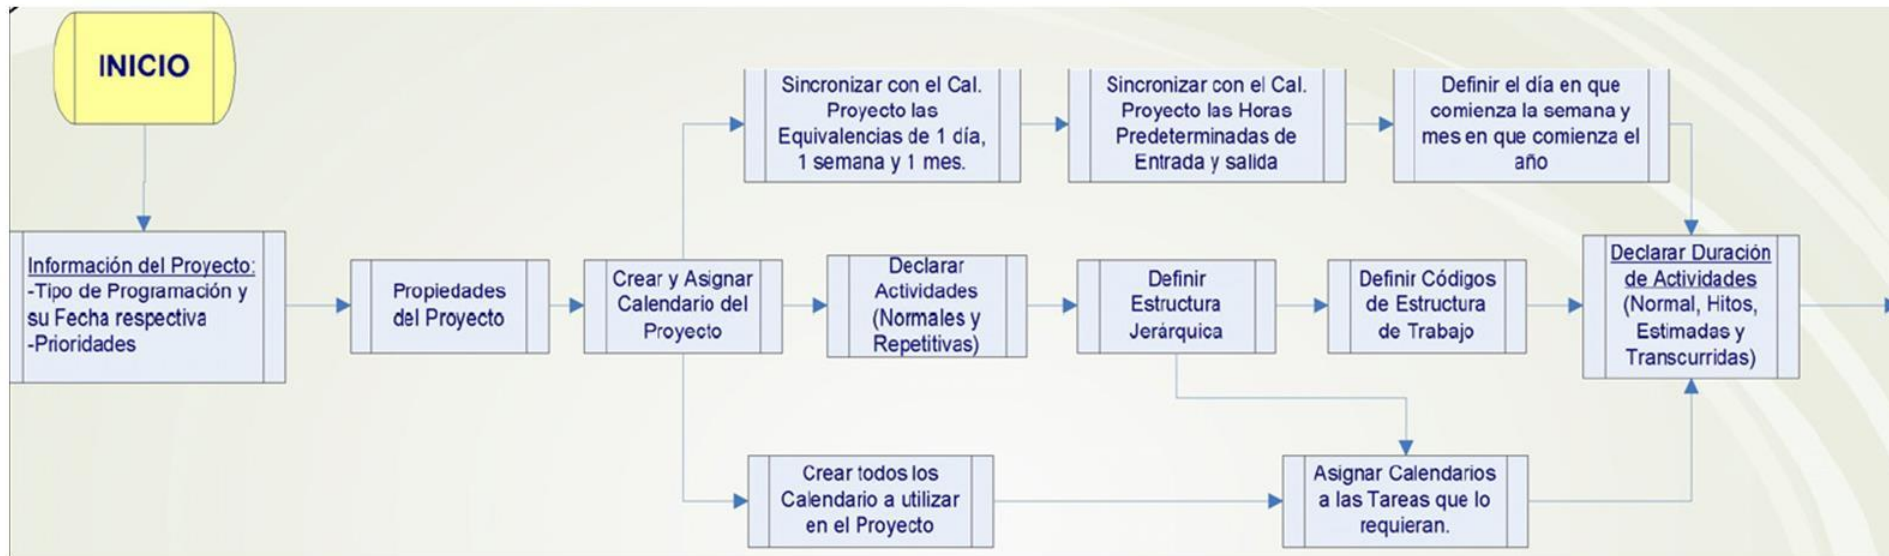 INICIO
Sincronizar con el Cal.
Proyecto las
Equivalencias de 1 día,
1 semana y 1 mes.
Sincronizar con el Cal.
Proyecto las Horas
Predeterminadas de
Entrada y salida
Definir el día en que
comienza la semana y
mes en que comienza el
año
Información del Proyecto:
-Tipo de Programación y
su Fecha respectiva
-Prioridades
Propiedades
del Proyecto
Crear y Asignar
Calendario del
Proyecto
Declarar
Actividades
(Normales y
Repetitivas)
Definir
Estructura
Jerárquica
Definir Códigos
de Estructura
de Trabajo
Declarar Duración
de Actividades
(Normal, Hitos,
Estimadas y
Transcurridas)
Crear todos los
Calendario a utilizar
en el Proyecto
Asignar Calendarios
a las Tareas que lo
requieran.